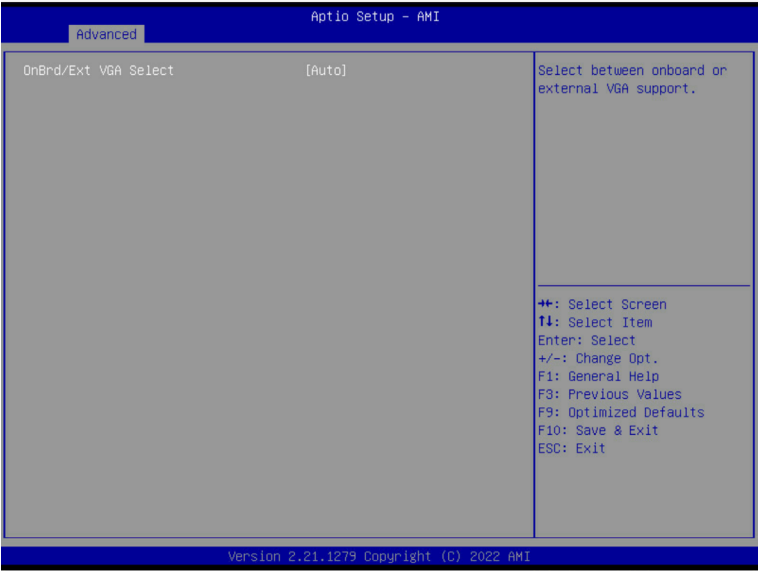 Aptio Setup – AMI
Advanced
OnBrd/Ext VGA Select [Auto]
Select between onboard or
external VGA support.
→←: Select Screen
↑↓: Select Item
Enter: Select
+/-: Change Opt.
F1: General Help
F3: Previous Values
F9: Optimized Defaults
F10: Save & Exit
ESC: Exit
Version 2.21.1279 Copyright (C) 2022 AMI